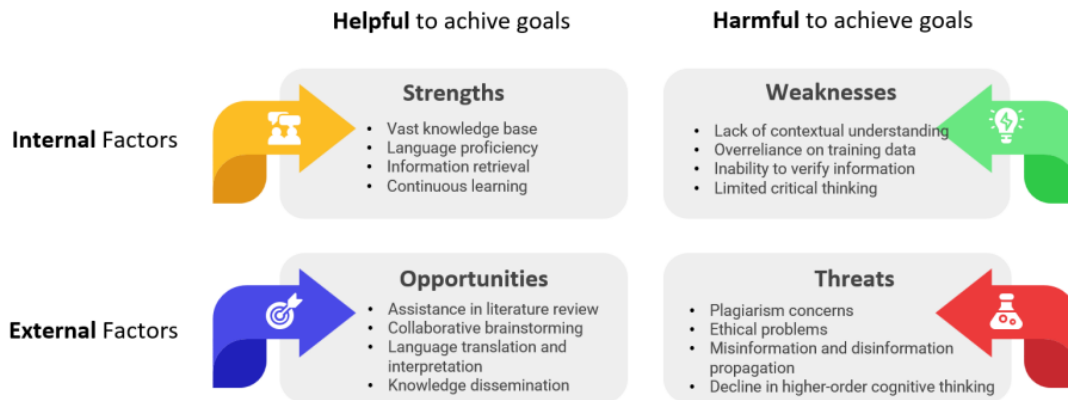 Helpful to achive goals
Harmful to achieve goals
Internal Factors
Strengths
• Vast knowledge base
• Language proficiency
• Information retrieval
• Continuous learning
Weaknesses
• Lack of contextual understanding
• Overreliance on training data
• Inability to verify information
• Limited critical thinking
External Factors
Opportunities
• Assistance in literature review
• Collaborative brainstorming
• Language translation and
interpretation
• Knowledge dissemination
Threats
• Plagiarism concerns
• Ethical problems
• Misinformation and disinformation
propagation
• Decline in higher-order cognitive thinking